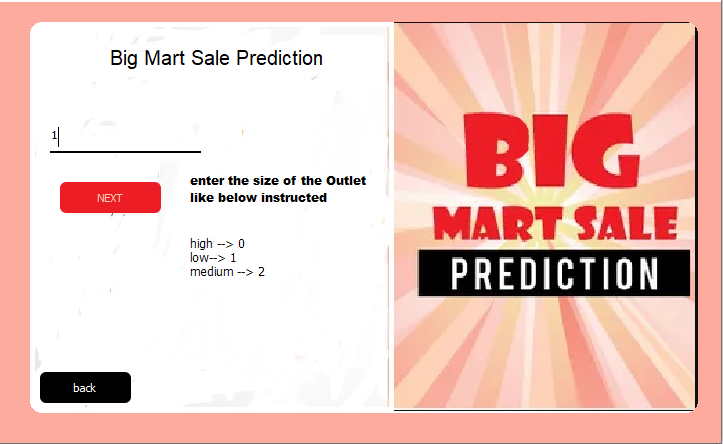 Big Mart Sale Prediction
1
NEXT
enter the size of the Outlet
like below instructed
high --> 0
low--> 1
medium --> 2
back
BIG
MART SALE
PREDICTION